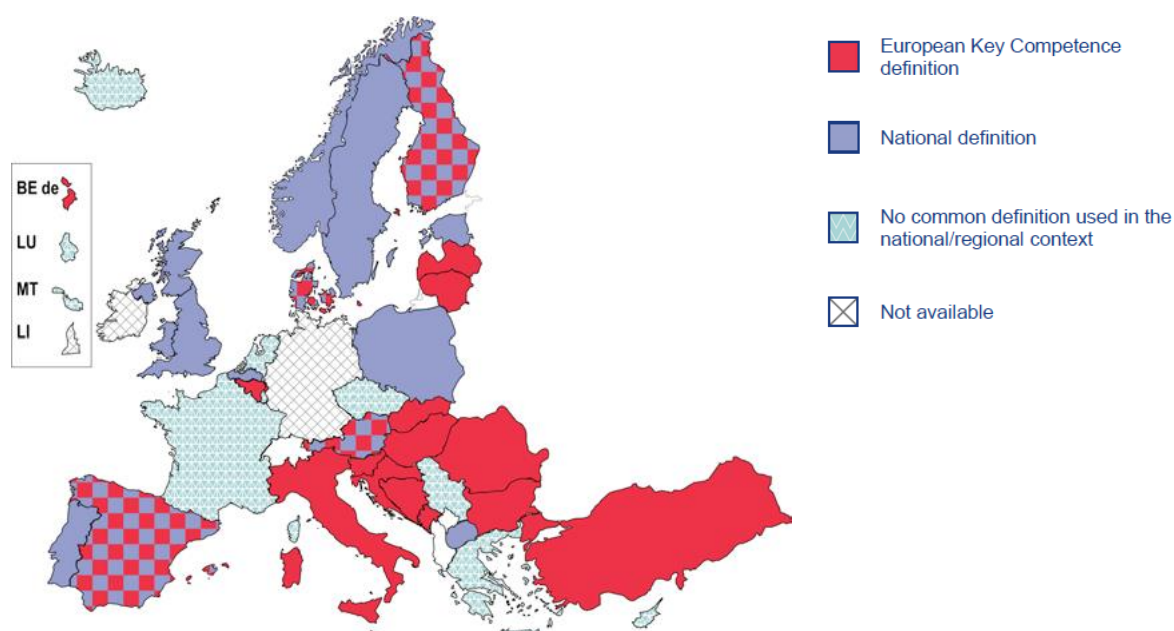 European Key Competence
definition
National definition
No common definition used in the
national/regional context
Not available
BE de
LU
MT
LI